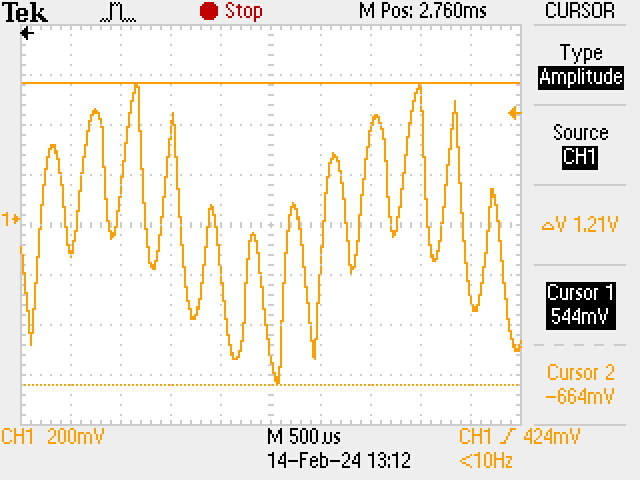 Tek Stop M Pos: 2.760ms CURSOR
Type
Amplitude
Source
CH1
1
△V 1.21V
Cursor 1
544mV
Cursor 2
-664mV
CH1 200mV M 500µs CH1 424mV
14-Feb-24 13:12 <10Hz